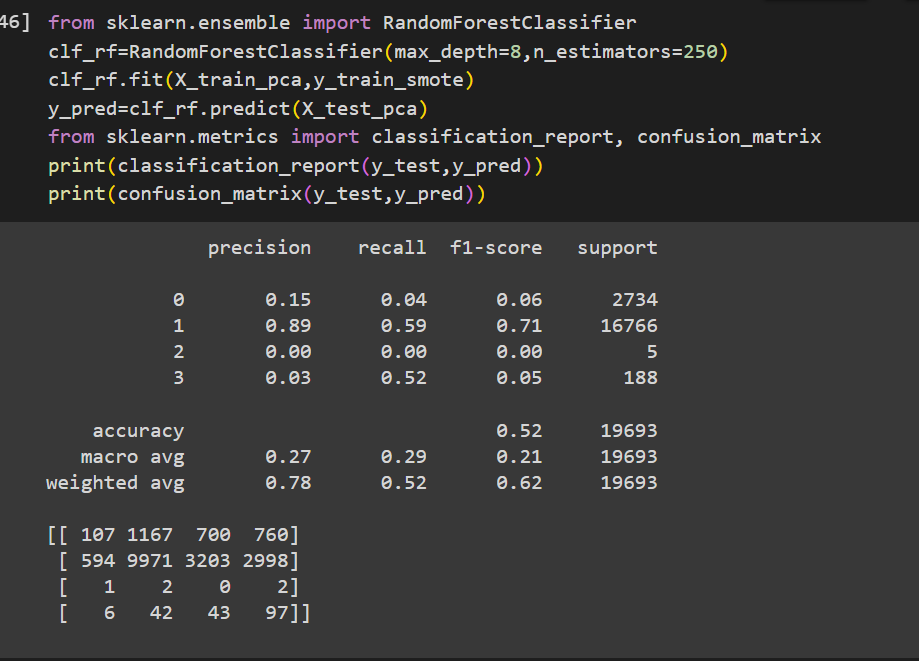 46] from sklearn.ensemble import RandomForestClassifier
clf_rf=RandomForestClassifier(max_depth=8,n_estimators=250)
clf_rf.fit(X_train_pca,y_train_smote)
y_pred=clf_rf.predict(X_test_pca)
from sklearn.metrics import classification_report, confusion_matrix
print(classification_report(y_test,y_pred))
print(confusion_matrix(y_test,y_pred))
precision recall f1-score support
0 0.15 0.04 0.06 2734
1 0.89 0.59 0.71 16766
2 0.00 0.00 0.00 5
3 0.03 0.52 0.05 188
accuracy 0.52 19693
macro avg 0.27 0.29 0.21 19693
weighted avg 0.78 0.52 0.62 19693
[[ 107 1167 700 760]
[ 594 9971 3203 2998]
[ 1 2 0 2]
[ 6 42 43 97]]